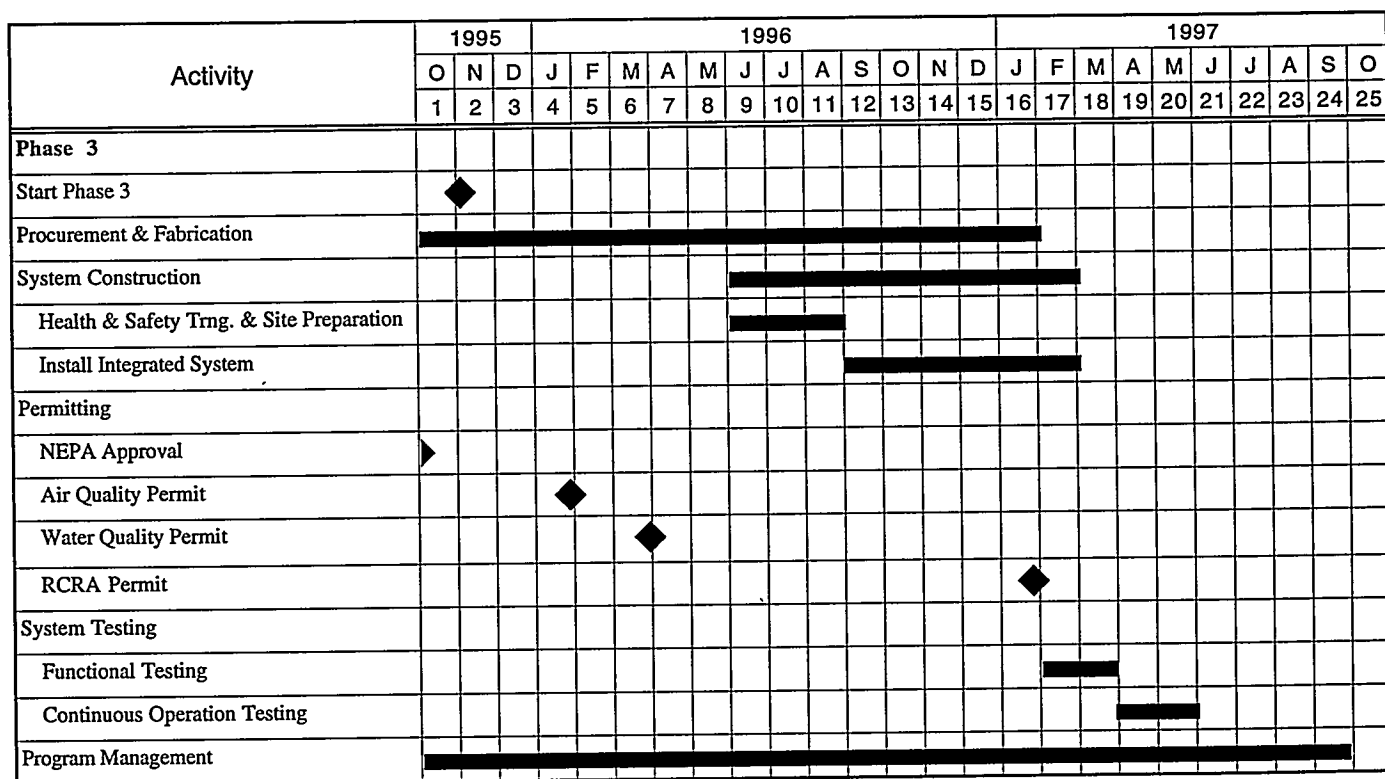 Activity 1995 1996 1997
O N D J F M A M J J A S O N D J F M A M J J A S O
1 2 3 4 5 6 7 8 9 10 11 12 13 14 15 16 17 18 19 20 21 22 23 24 25
Phase 3
Start Phase 3
Procurement & Fabrication
System Construction
Health & Safety Trng. & Site Preparation
Install Integrated System
Permitting
NEPA Approval
Air Quality Permit
Water Quality Permit
RCRA Permit
System Testing
Functional Testing
Continuous Operation Testing
Program Management